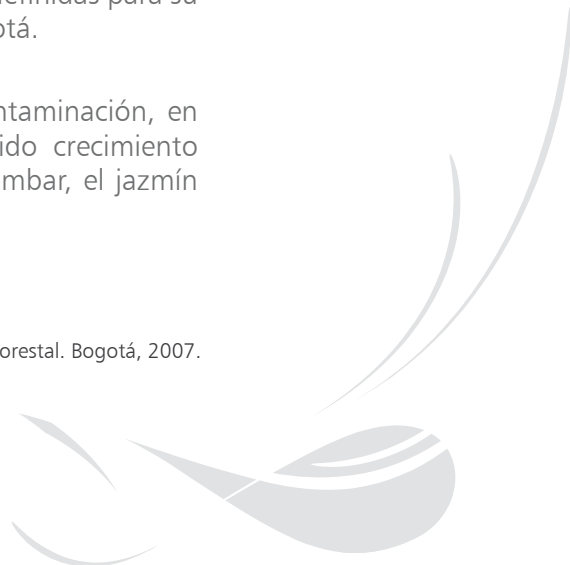 definidas para su
otá.
ntaminación, en
ido crecimiento
mbar, el jazmín
orestal. Bogotá, 2007.